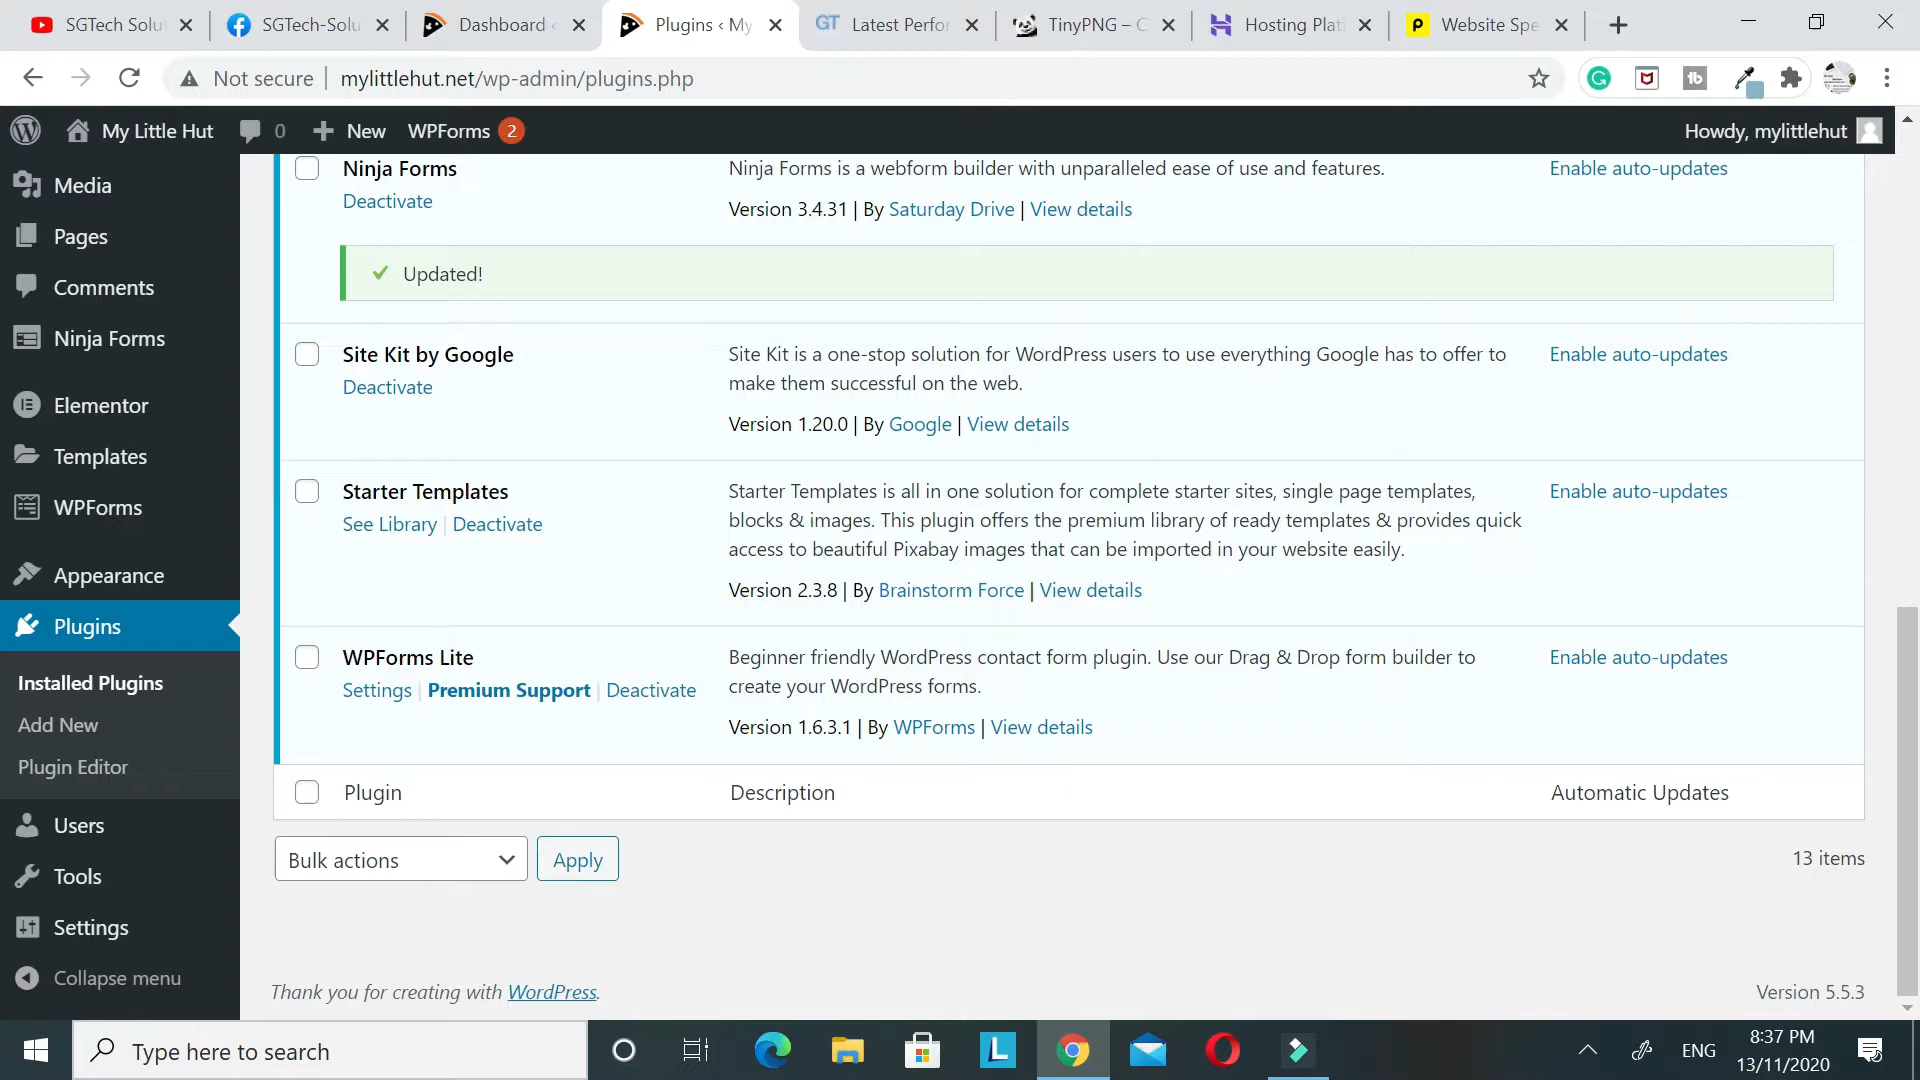 SGTech Solu
SGTech-Solu
Dashboard ‹
Plugins ‹ My
GT Latest Perfor
TinyPNG – C
Hosting Plat
p Website Spe
Not secure | mylittlehut.net/wp-admin/plugins.php
My Little Hut 0 New WPForms 2 Howdy, mylittlehut
Media
Pages
Comments
Ninja Forms
Elementor
Templates
WPForms
Appearance
Plugins
Installed Plugins
Add New
Plugin Editor
Users
Tools
Settings
Collapse menu
Ninja Forms
Deactivate
Ninja Forms is a webform builder with unparalleled ease of use and features.
Version 3.4.31 | By Saturday Drive | View details
Enable auto-updates
Updated!
Site Kit by Google
Deactivate
Site Kit is a one-stop solution for WordPress users to use everything Google has to offer to
make them successful on the web.
Version 1.20.0 | By Google | View details
Enable auto-updates
Starter Templates
See Library | Deactivate
Starter Templates is all in one solution for complete starter sites, single page templates,
blocks & images. This plugin offers the premium library of ready templates & provides quick
access to beautiful Pixabay images that can be imported in your website easily.
Version 2.3.8 | By Brainstorm Force | View details
Enable auto-updates
WPForms Lite
Settings | Premium Support | Deactivate
Beginner friendly WordPress contact form plugin. Use our Drag & Drop form builder to
create your WordPress forms.
Version 1.6.3.1 | By WPForms | View details
Enable auto-updates
Plugin Description Automatic Updates
Bulk actions Apply 13 items
Thank you for creating with WordPress. Version 5.5.3
Type here to search
L
ENG
8:37 PM
13/11/2020